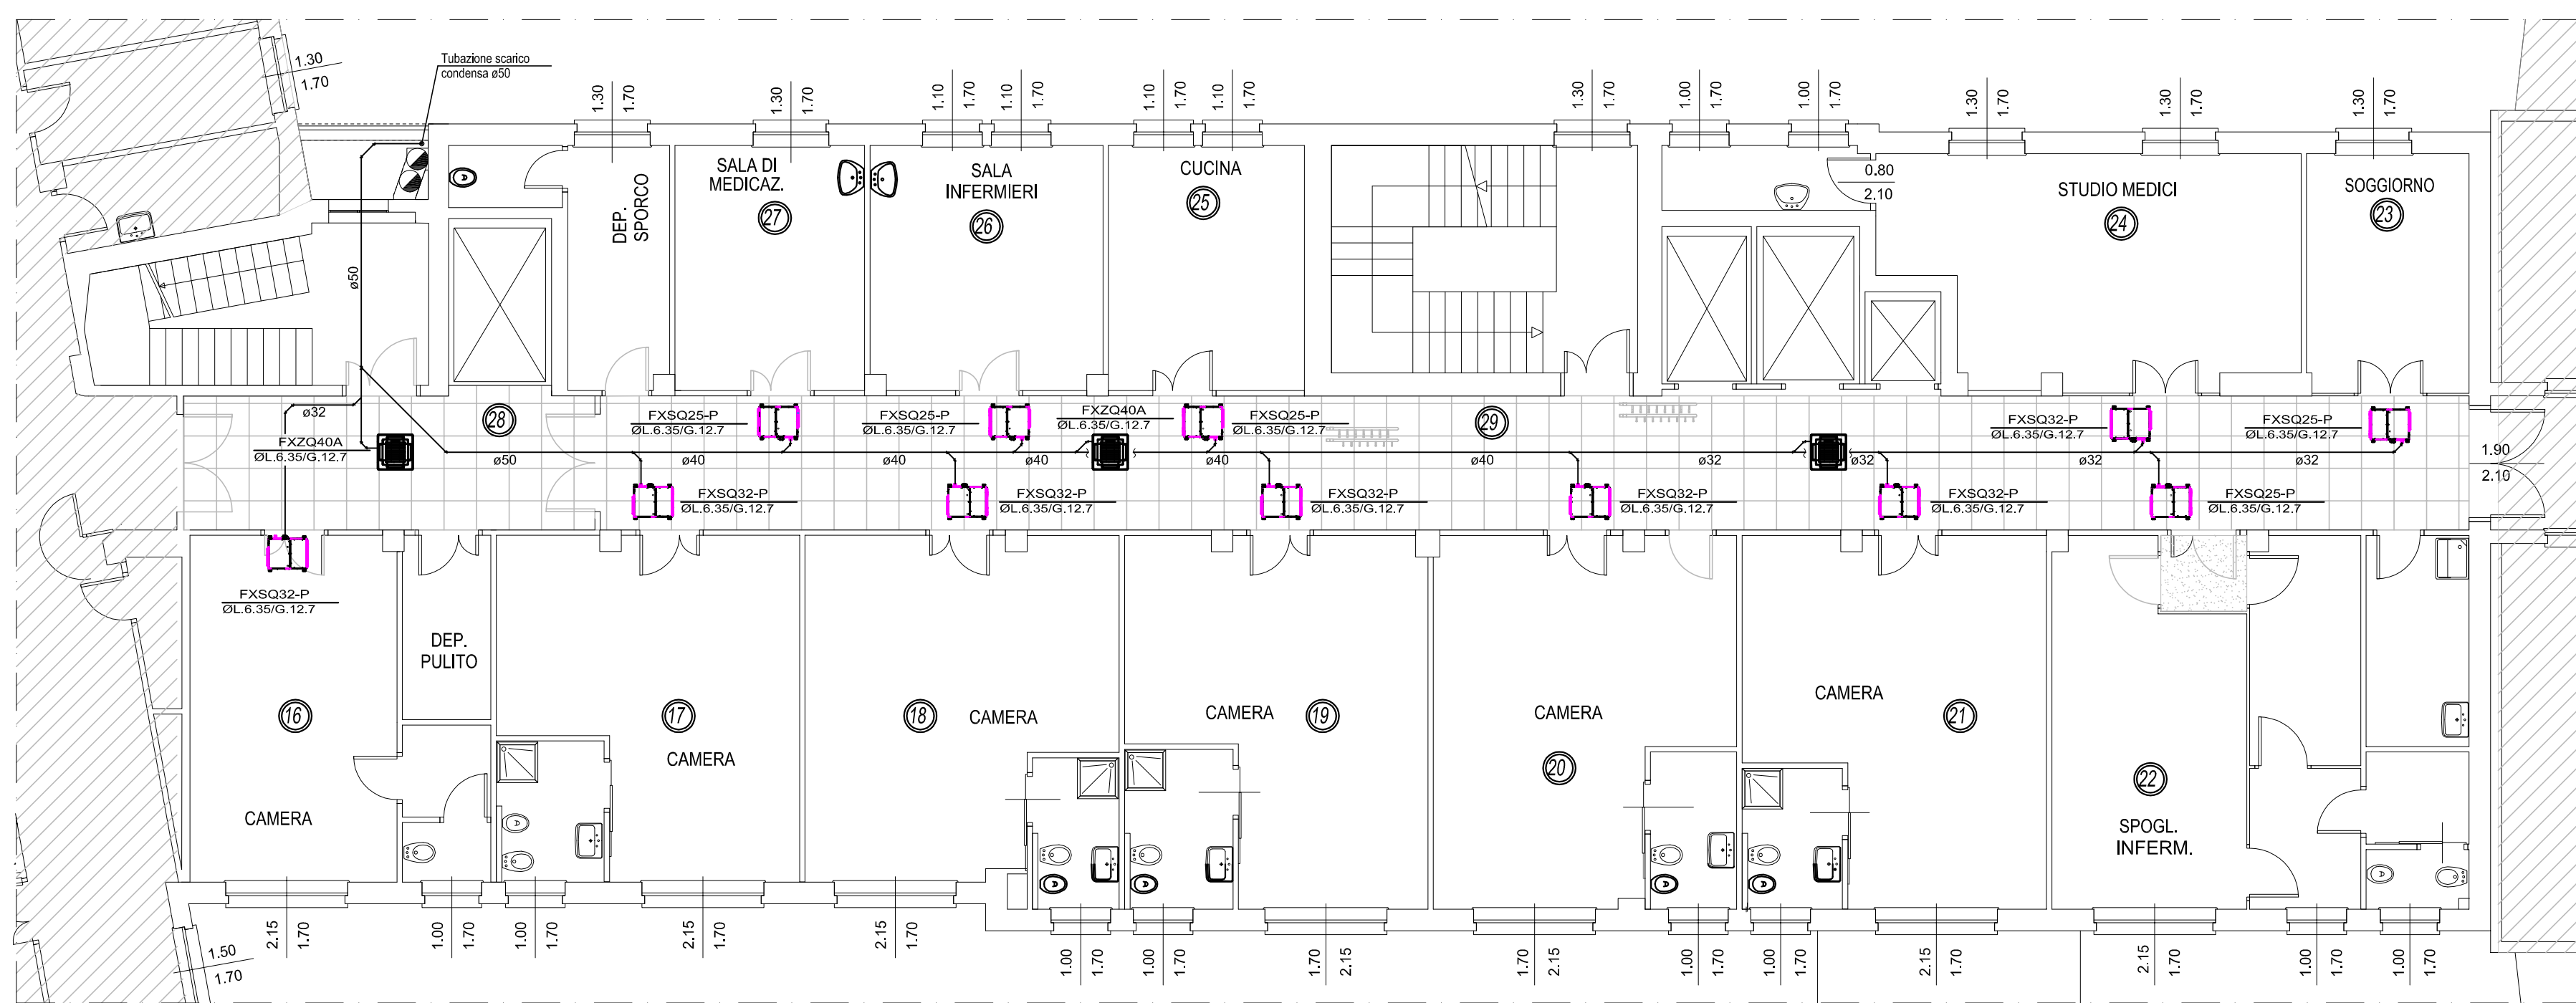 Tubazione scarico
condensa ø50
1.30
1.70
1.30 1.70
1.30 1.70
1.10 1.70
1.10 1.70
1.10 1.70
1.10 1.70
1.30 1.70
1.00 1.70
1.00 1.70
1.30 1.70
1.30 1.70
1.30 1.70
DEP.
SPORCO
SALA DI
MEDICAZ.
27
SALA
INFERMIERI
26
CUCINA
25
0.80
2.10
STUDIO MEDICI
24
SOGGIORNO
23
ø50
ø32
28
29
FXZQ40A
ØL.6.35/G.12.7
FXSQ25-P
ØL.6.35/G.12.7
FXSQ25-P
ØL.6.35/G.12.7
FXZQ40A
ØL.6.35/G.12.7
FXSQ25-P
ØL.6.35/G.12.7
FXSQ32-P
ØL.6.35/G.12.7
FXSQ25-P
ØL.6.35/G.12.7
ø50
ø40
ø40
ø40
ø40
ø40
ø32
ø32
ø32
ø32
1.90
2.10
FXSQ32-P
ØL.6.35/G.12.7
FXSQ32-P
ØL.6.35/G.12.7
FXSQ32-P
ØL.6.35/G.12.7
FXSQ32-P
ØL.6.35/G.12.7
FXSQ32-P
ØL.6.35/G.12.7
FXSQ25-P
ØL.6.35/G.12.7
FXSQ32-P
ØL.6.35/G.12.7
DEP.
PULITO
16
CAMERA
17
CAMERA
18
CAMERA
CAMERA
19
CAMERA
20
CAMERA
21
22
SPOGL.
INFERM.
2.15 1.70
1.00 1.70
1.00 1.70
2.15 1.70
2.15 1.70
1.00 1.70
1.00 1.70
1.70 2.15
1.70 2.15
1.00 1.70
1.00 1.70
2.15 1.70
2.15 1.70
1.00 1.70
1.00 1.70
1.50
1.70